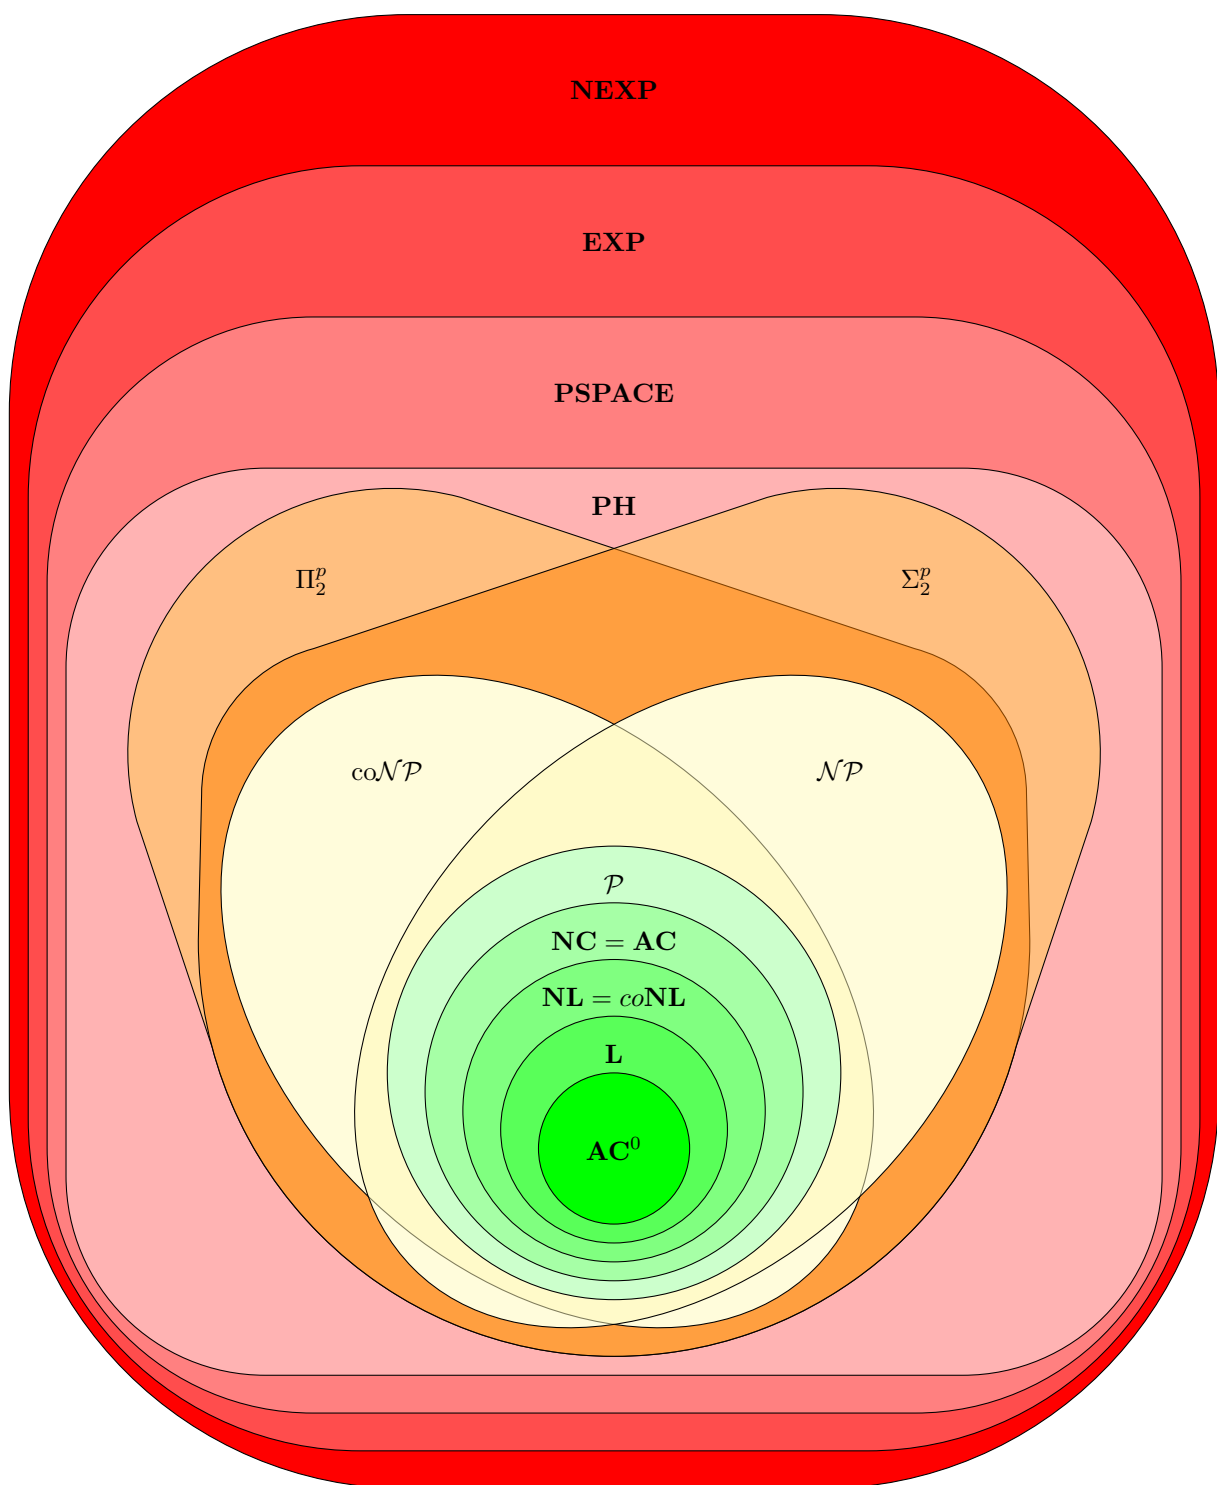 NEXP
EXP
PSPACE
PH
Π₂ᵖ
Σ₂ᵖ
co𝒩𝒫
𝒩𝒫
𝒫
NC = AC
NL = coNL
L
AC⁰